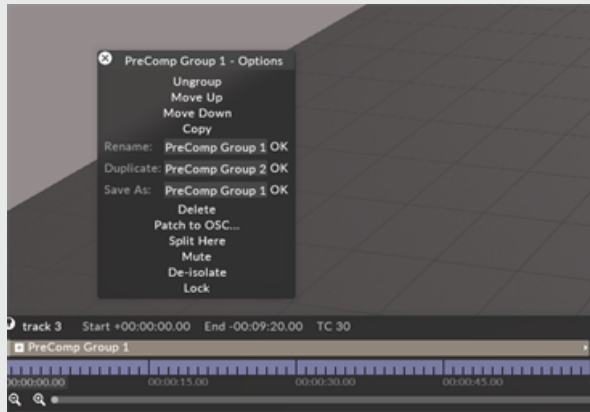 PreComp Group 1 - Options
Ungroup
Move Up
Move Down
Copy
Rename: PreComp Group 1 OK
Duplicate: PreComp Group 2 OK
Save As: PreComp Group 1 OK
Delete
Patch to OSC...
Split Here
Mute
De-isolate
Lock
track 3 Start +00:00:00.00 End -00:09:20.00 TC 30
PreComp Group 1
00:00:00.00 00:00:15.00 00:00:30.00 00:00:45.00